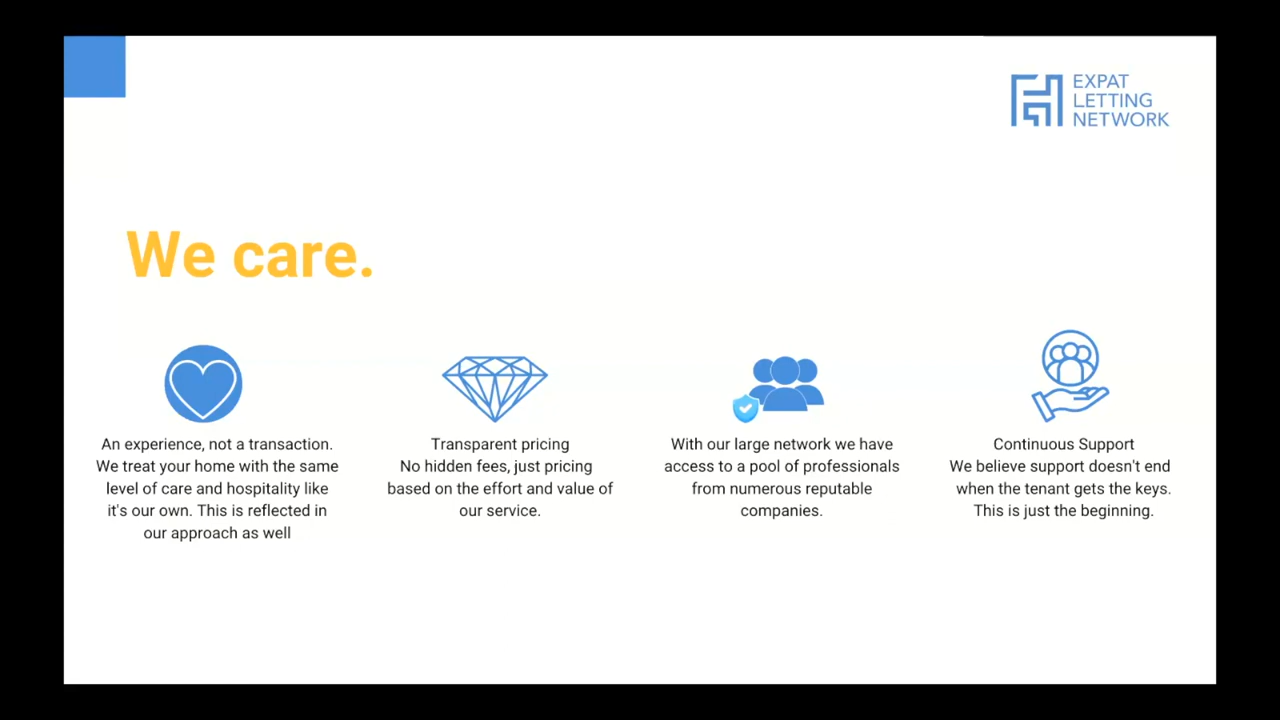 EXPAT
LETTING
NETWORK
We care.
An experience, not a transaction.
We treat your home with the same
level of care and hospitality like
it's our own. This is reflected in
our approach as well
Transparent pricing
No hidden fees, just pricing
based on the effort and value of
our service.
With our large network we have
access to a pool of professionals
from numerous reputable
companies.
Continuous Support
We believe support doesn't end
when the tenant gets the keys.
This is just the beginning.